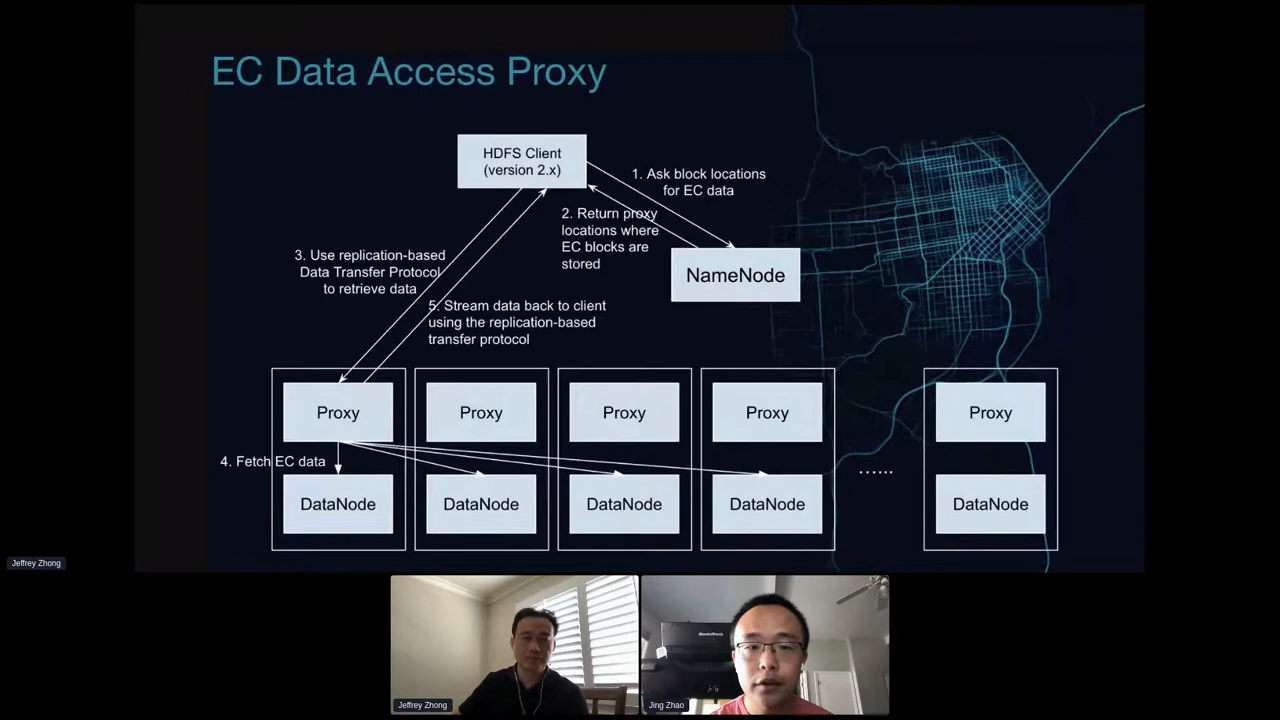 EC Data Access Proxy
HDFS Client
(version 2.x)
1. Ask block locations
for EC data
2. Return proxy
locations where
EC blocks are
stored
NameNode
3. Use replication-based
Data Transfer Protocol
to retrieve data
5. Stream data back to client
using the replication-based
transfer protocol
Proxy
Proxy
Proxy
Proxy
Proxy
4. Fetch EC data
......
DataNode
DataNode
DataNode
DataNode
DataNode
Jeffrey Zhong
NordicTrack
Jeffrey Zhong
Jing Zhao